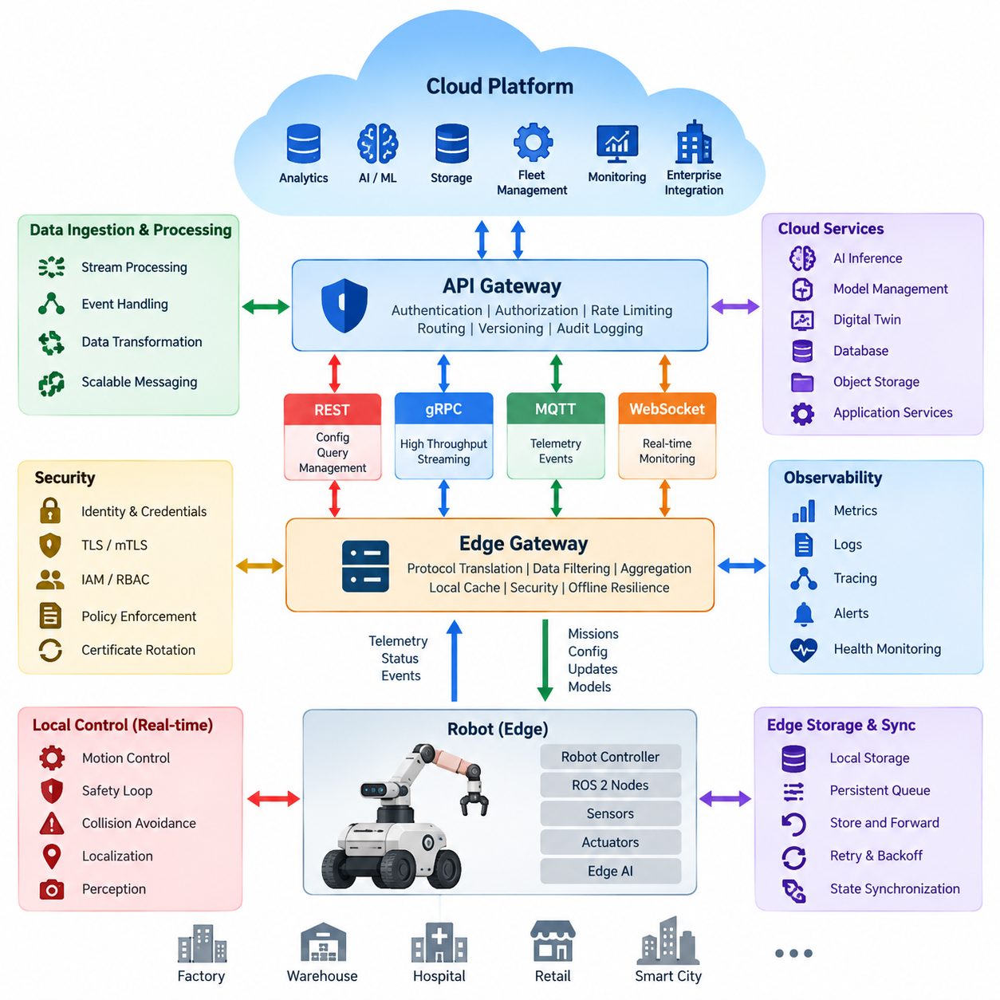 Cloud Platform
Analytics
AI / ML
Storage
Fleet
Management
Monitoring
Enterprise
Integration
Data Ingestion & Processing
Stream Processing
Event Handling
Data Transformation
Scalable Messaging
API Gateway
Authentication | Authorization | Rate Limiting
Routing | Versioning | Audit Logging
Cloud Services
AI Inference
Model Management
Digital Twin
Database
Object Storage
Application Services
REST
Config
Query
Management
gRPC
High Throughput
Streaming
MQTT
Telemetry
Events
WebSocket
Real-time
Monitoring
Security
Identity & Credentials
TLS / mTLS
IAM / RBAC
Policy Enforcement
Certificate Rotation
Edge Gateway
Protocol Translation | Data Filtering | Aggregation
Local Cache | Security | Offline Resilience
Observability
Metrics
Logs
Tracing
Alerts
Health Monitoring
Telemetry
Status
Events
Missions
Config
Updates
Models
Local Control (Real-time)
Motion Control
Safety Loop
Collision Avoidance
Localization
Perception
Robot (Edge)
Robot Controller
ROS 2 Nodes
Sensors
Actuators
Edge AI
Edge Storage & Sync
Local Storage
Persistent Queue
Store and Forward
Retry & Backoff
State Synchronization
Factory
Warehouse
Hospital
Retail
Smart City